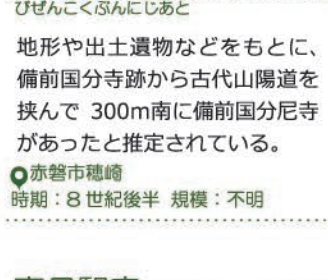 びぜんこくぶんにじあと
地形や出土遺物などをもとに、
備前国分寺跡から古代山陽道を
挟んで 300m南に備前国分尼寺
があったと推定されている。
赤磐市穂崎
時期：8世紀後半 規模：不明